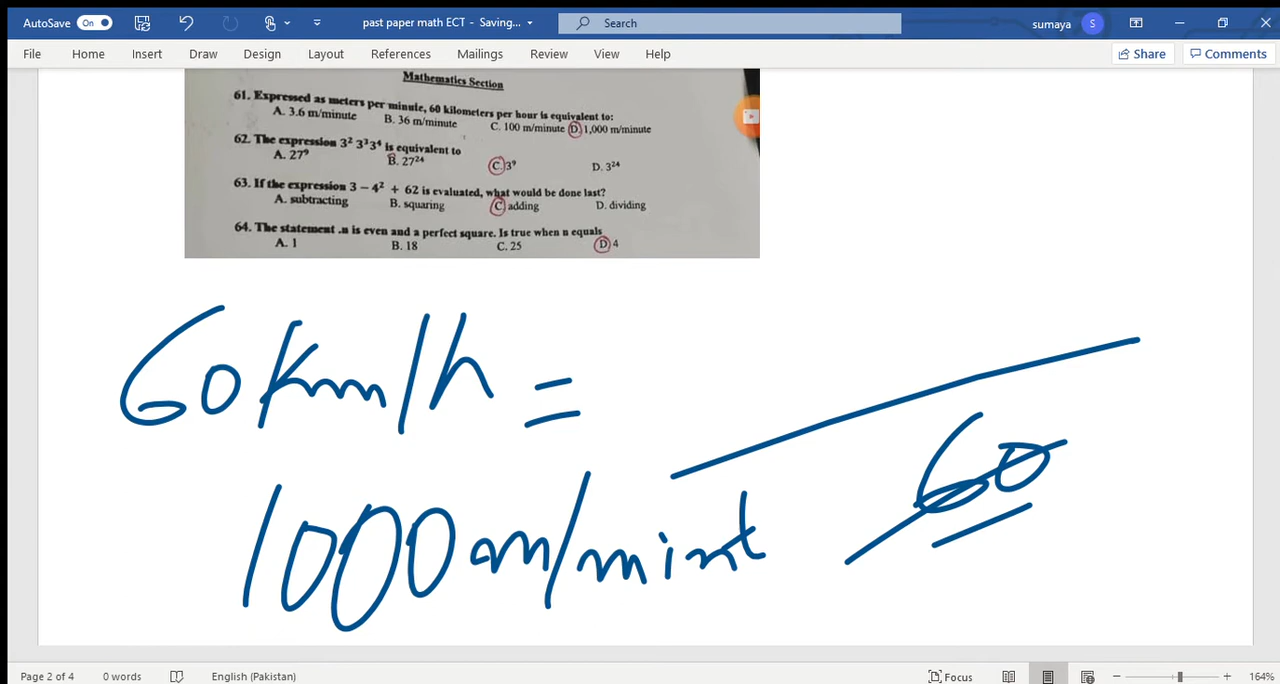 AutoSave On past paper math ECT - Saving... Search sumaya S
File Home Insert Draw Design Layout References Mailings Review View Help Share Comments
Mathematics Section
61. Expressed as meters per minute, 60 kilometers per hour is equivalent to:
A. 3.6 m/minute B. 36 m/minute C. 100 m/minute D. 1,000 m/minute
62. The expression 3² 3³3⁴ is equivalent to
A. 27⁹ B. 27²⁴ C. 3⁹ D. 3²⁴
63. If the expression 3 – 4² + 62 is evaluated, what would be done last?
A. subtracting B. squaring C adding D. dividing
64. The statement .n is even and a perfect square. Is true when n equals
A. 1 B. 18 C. 25 D 4
60 km/h =
60
1000 m/mint
Page 2 of 4 0 words English (Pakistan) Focus 164%